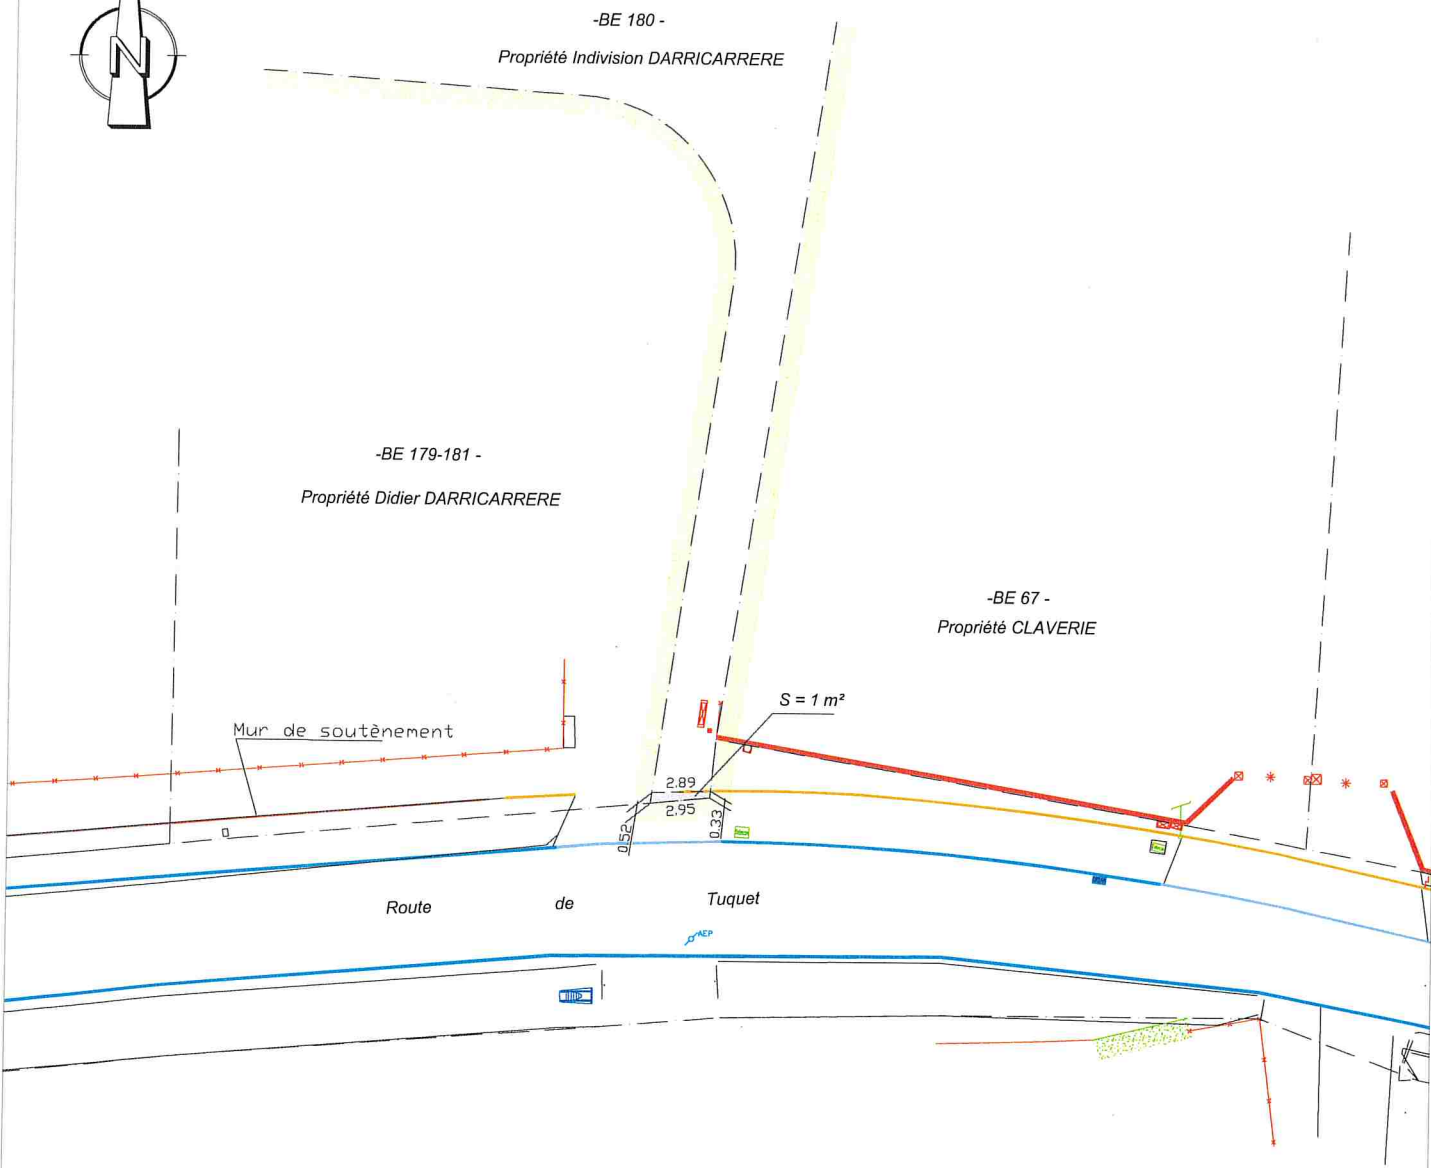 N
-BE 180 -
Propriété Indivision DARRICARRERE
-BE 179-181 -
Propriété Didier DARRICARRERE
-BE 67 -
Propriété CLAVERIE
S = 1 m²
Mur de soutènement
2.89
2.95
0.52
0.33
Route de Tuquet
AEP